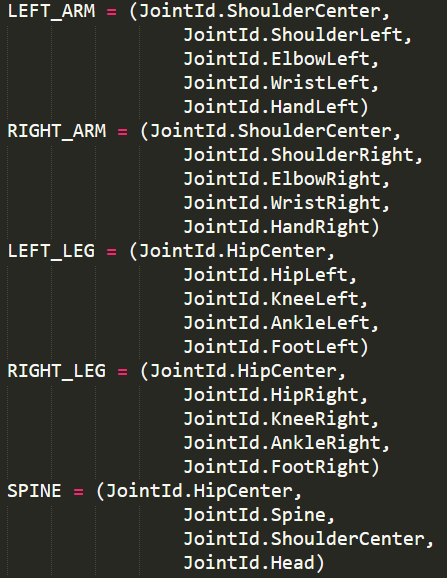 LEFT_ARM = (JointId.ShoulderCenter,
                JointId.ShoulderLeft,
                JointId.ElbowLeft,
                JointId.WristLeft,
                JointId.HandLeft)
RIGHT_ARM = (JointId.ShoulderCenter,
                JointId.ShoulderRight,
                JointId.ElbowRight,
                JointId.WristRight,
                JointId.HandRight)
LEFT_LEG = (JointId.HipCenter,
                JointId.HipLeft,
                JointId.KneeLeft,
                JointId.AnkleLeft,
                JointId.FootLeft)
RIGHT_LEG = (JointId.HipCenter,
                JointId.HipRight,
                JointId.KneeRight,
                JointId.AnkleRight,
                JointId.FootRight)
SPINE = (JointId.HipCenter,
                JointId.Spine,
                JointId.ShoulderCenter,
                JointId.Head)